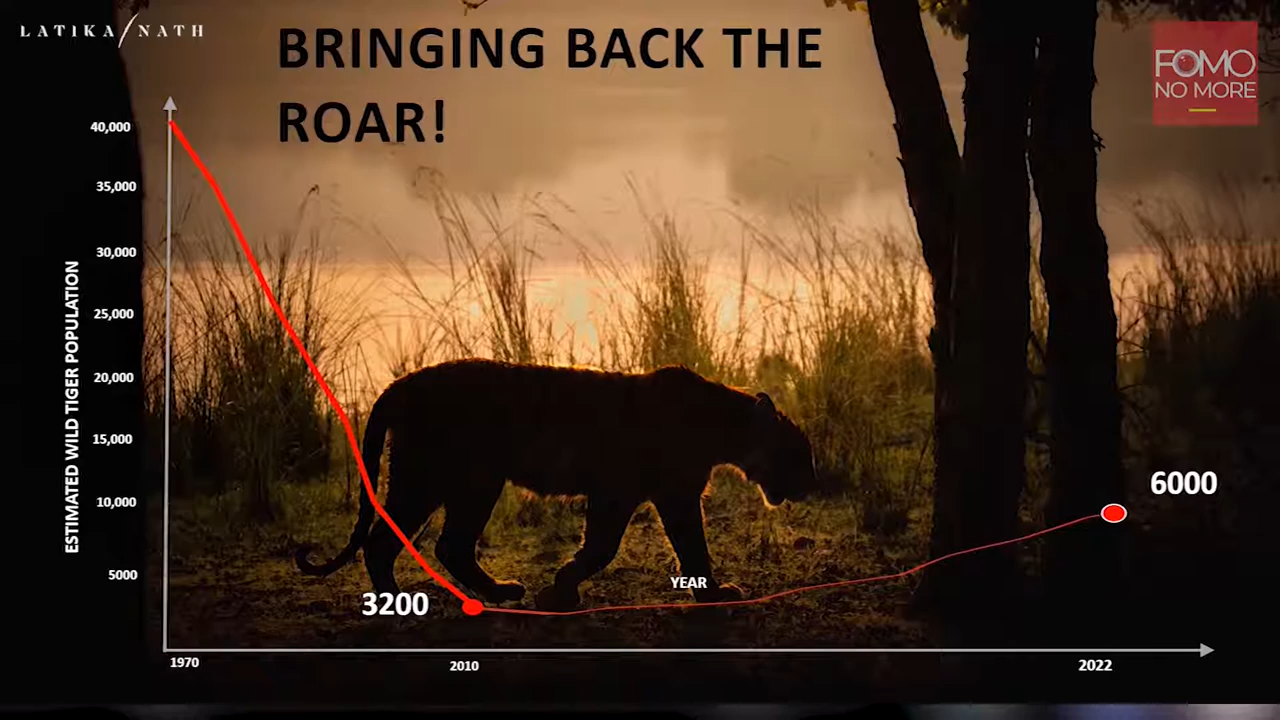 LATIKA/NATH
BRINGING BACK THE
ROAR!
FOMO
NO MORE
ESTIMATED WILD TIGER POPULATION
40,000
35,000
30,000
25,000
20,000
15,000
10,000
5000
3200
YEAR
6000
1970
2010
2022